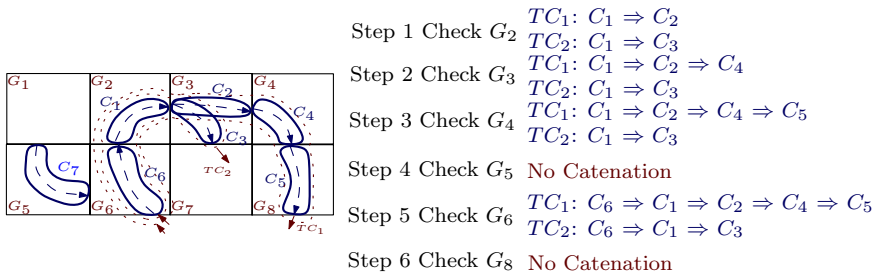 G₁ G₂ G₃ G₄
C₁ C₂ C₃ C₄
TC₂
C₇ C₆ C₅
G₅ G₆ G₇ G₈
TC₁
Step 1 Check G₂
TC₁: C₁ ⇒ C₂
TC₂: C₁ ⇒ C₃
Step 2 Check G₃
TC₁: C₁ ⇒ C₂ ⇒ C₄
TC₂: C₁ ⇒ C₃
Step 3 Check G₄
TC₁: C₁ ⇒ C₂ ⇒ C₄ ⇒ C₅
TC₂: C₁ ⇒ C₃
Step 4 Check G₅ No Catenation
Step 5 Check G₆
TC₁: C₆ ⇒ C₁ ⇒ C₂ ⇒ C₄ ⇒ C₅
TC₂: C₆ ⇒ C₁ ⇒ C₃
Step 6 Check G₈ No Catenation